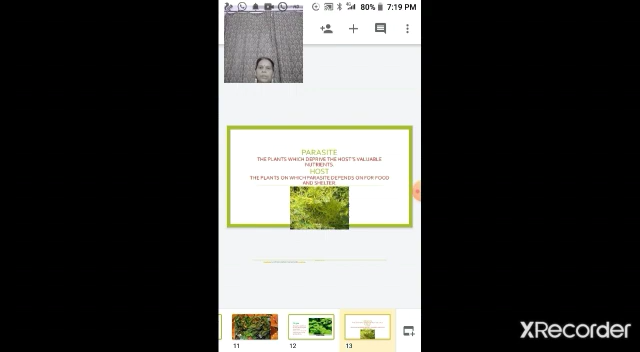 80% 7:19 PM
PARASITE
THE PLANTS WHICH DEPRIVE THE HOST'S VALUABLE
NUTRIENTS.
HOST
THE PLANTS ON WHICH PARASITE DEPENDS ON FOR FOOD
AND SHELTER.
11
12
13
XRecorder